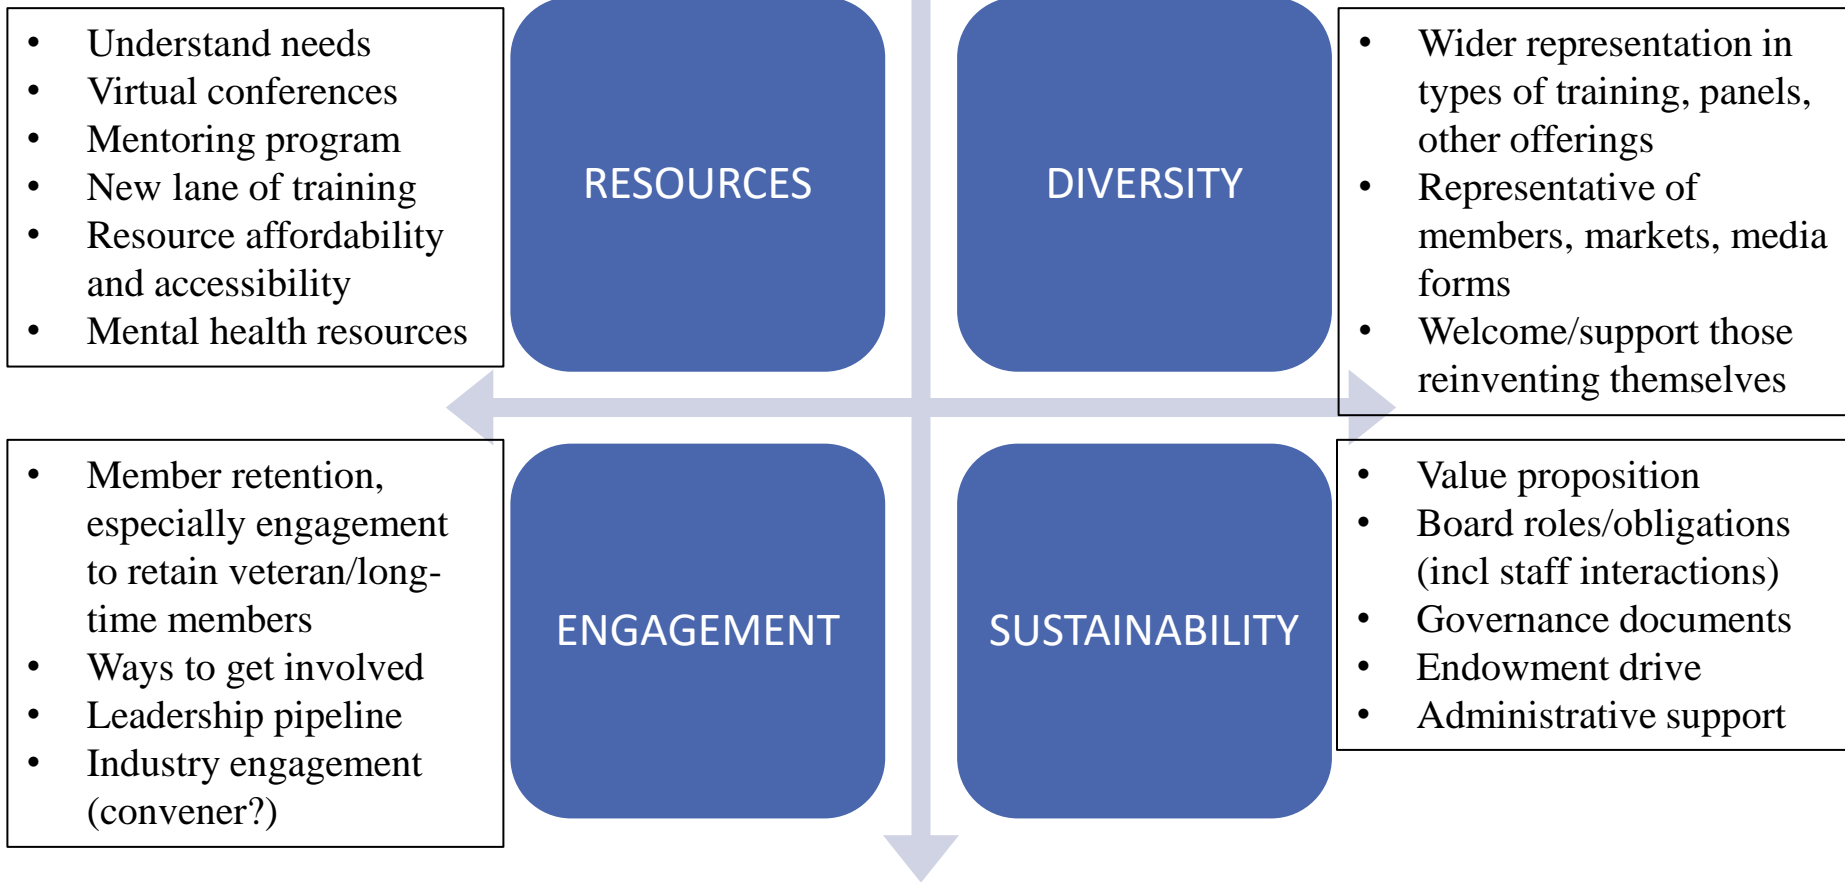 • Understand needs
• Virtual conferences
• Mentoring program
• New lane of training
• Resource affordability
and accessibility
• Mental health resources
RESOURCES
DIVERSITY
• Wider representation in
types of training, panels,
other offerings
• Representative of
members, markets, media
forms
• Welcome/support those
reinventing themselves
• Member retention,
especially engagement
to retain veteran/long-
time members
• Ways to get involved
• Leadership pipeline
• Industry engagement
(convener?)
ENGAGEMENT
SUSTAINABILITY
• Value proposition
• Board roles/obligations
(incl staff interactions)
• Governance documents
• Endowment drive
• Administrative support